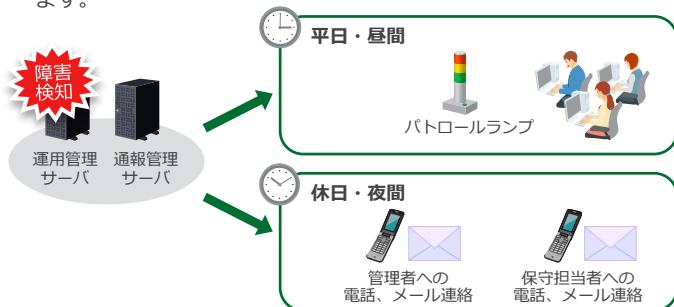 ます。
平日・昼間
障害
検知
パトロールランプ
運用管理
サーバ
通報管理
サーバ
休日・夜間
管理者への
電話、メール連絡
保守担当者への
電話、メール連絡